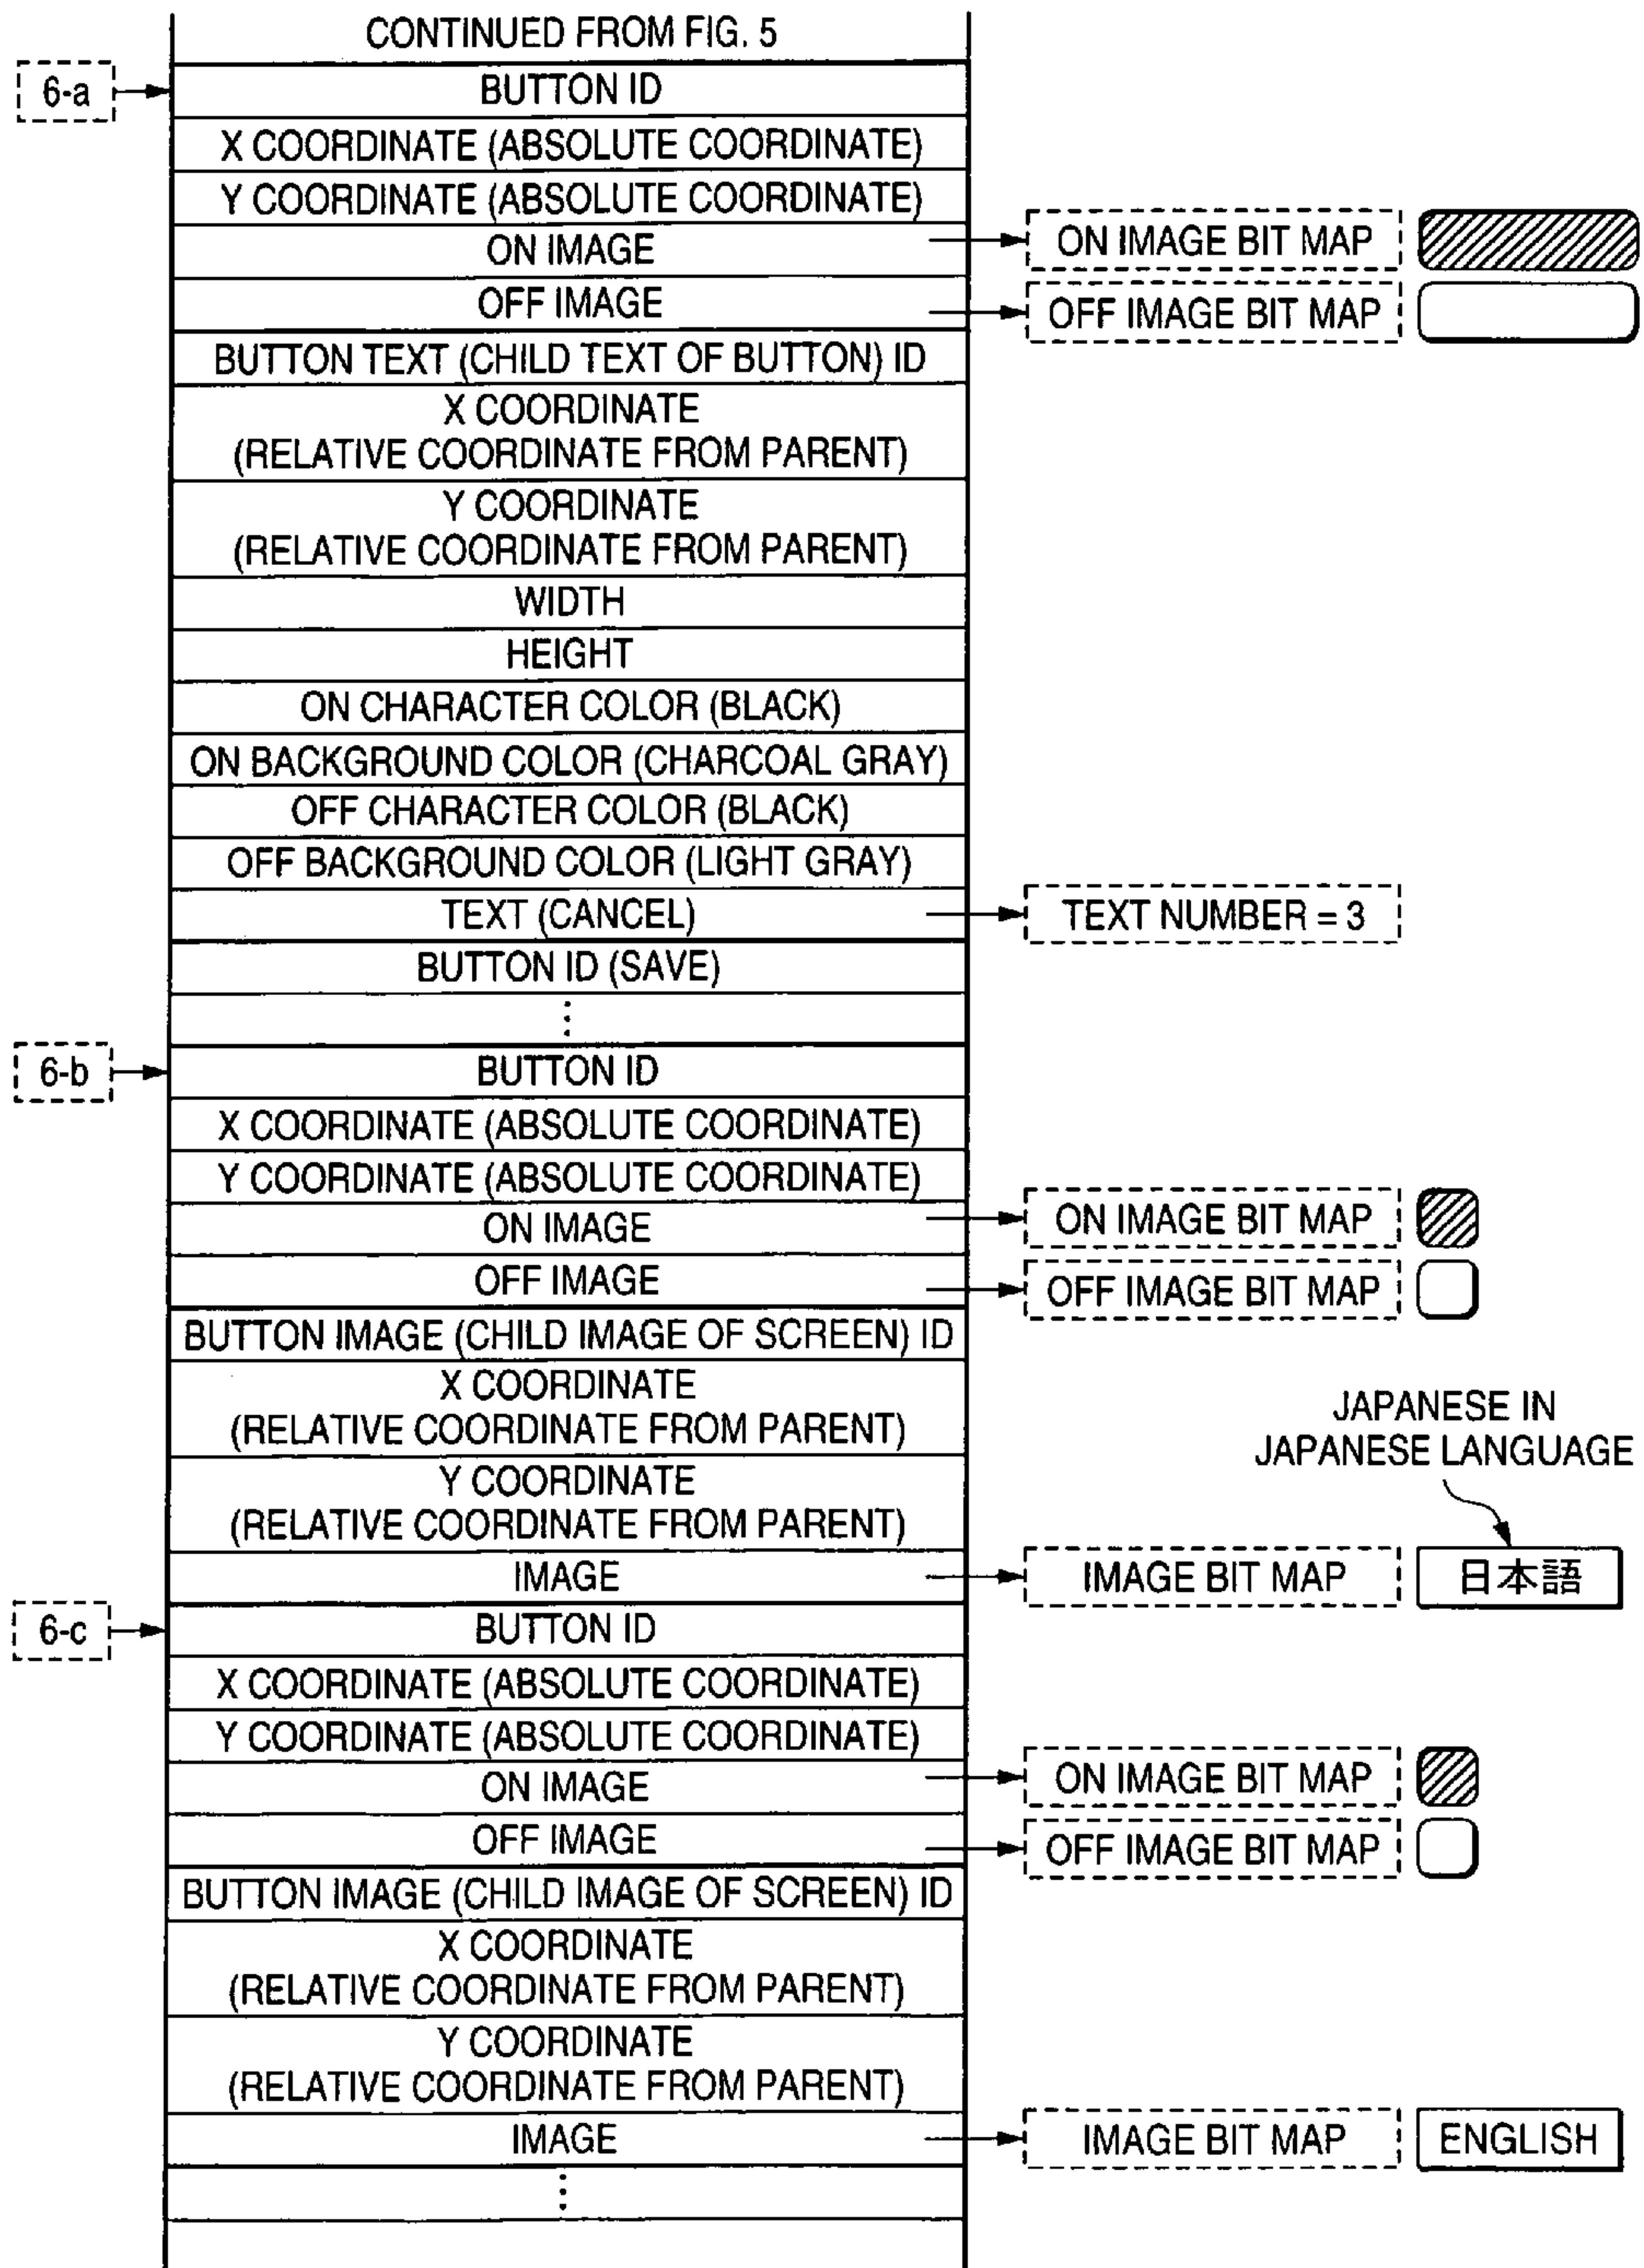 CONTINUED FROM FIG. 5
6-a
BUTTON ID
X COORDINATE (ABSOLUTE COORDINATE)
Y COORDINATE (ABSOLUTE COORDINATE)
ON IMAGE
ON IMAGE BIT MAP
OFF IMAGE
OFF IMAGE BIT MAP
BUTTON TEXT (CHILD TEXT OF BUTTON) ID
X COORDINATE
(RELATIVE COORDINATE FROM PARENT)
Y COORDINATE
(RELATIVE COORDINATE FROM PARENT)
WIDTH
HEIGHT
ON CHARACTER COLOR (BLACK)
ON BACKGROUND COLOR (CHARCOAL GRAY)
OFF CHARACTER COLOR (BLACK)
OFF BACKGROUND COLOR (LIGHT GRAY)
TEXT (CANCEL)
TEXT NUMBER = 3
BUTTON ID (SAVE)
⋮
6-b
BUTTON ID
X COORDINATE (ABSOLUTE COORDINATE)
Y COORDINATE (ABSOLUTE COORDINATE)
ON IMAGE
ON IMAGE BIT MAP
OFF IMAGE
OFF IMAGE BIT MAP
BUTTON IMAGE (CHILD IMAGE OF SCREEN) ID
X COORDINATE
(RELATIVE COORDINATE FROM PARENT)
Y COORDINATE
(RELATIVE COORDINATE FROM PARENT)
JAPANESE IN
JAPANESE LANGUAGE
IMAGE
IMAGE BIT MAP
日本語
6-c
BUTTON ID
X COORDINATE (ABSOLUTE COORDINATE)
Y COORDINATE (ABSOLUTE COORDINATE)
ON IMAGE
ON IMAGE BIT MAP
OFF IMAGE
OFF IMAGE BIT MAP
BUTTON IMAGE (CHILD IMAGE OF SCREEN) ID
X COORDINATE
(RELATIVE COORDINATE FROM PARENT)
Y COORDINATE
(RELATIVE COORDINATE FROM PARENT)
IMAGE
IMAGE BIT MAP
ENGLISH
⋮